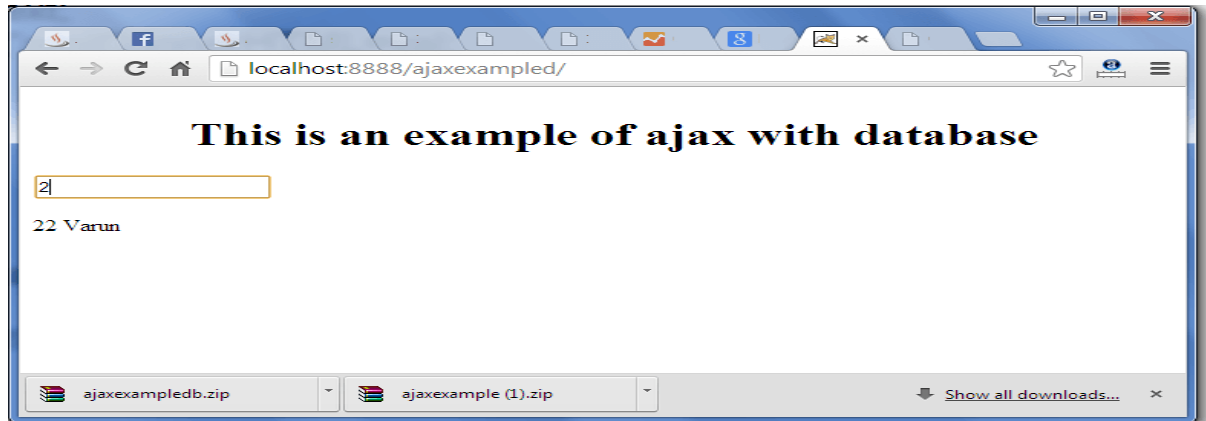 localhost:8888/ajaxexampled/
This is an example of ajax with database
2
22 Varun
ajaxexampledb.zip
ajaxexample (1).zip
Show all downloads...